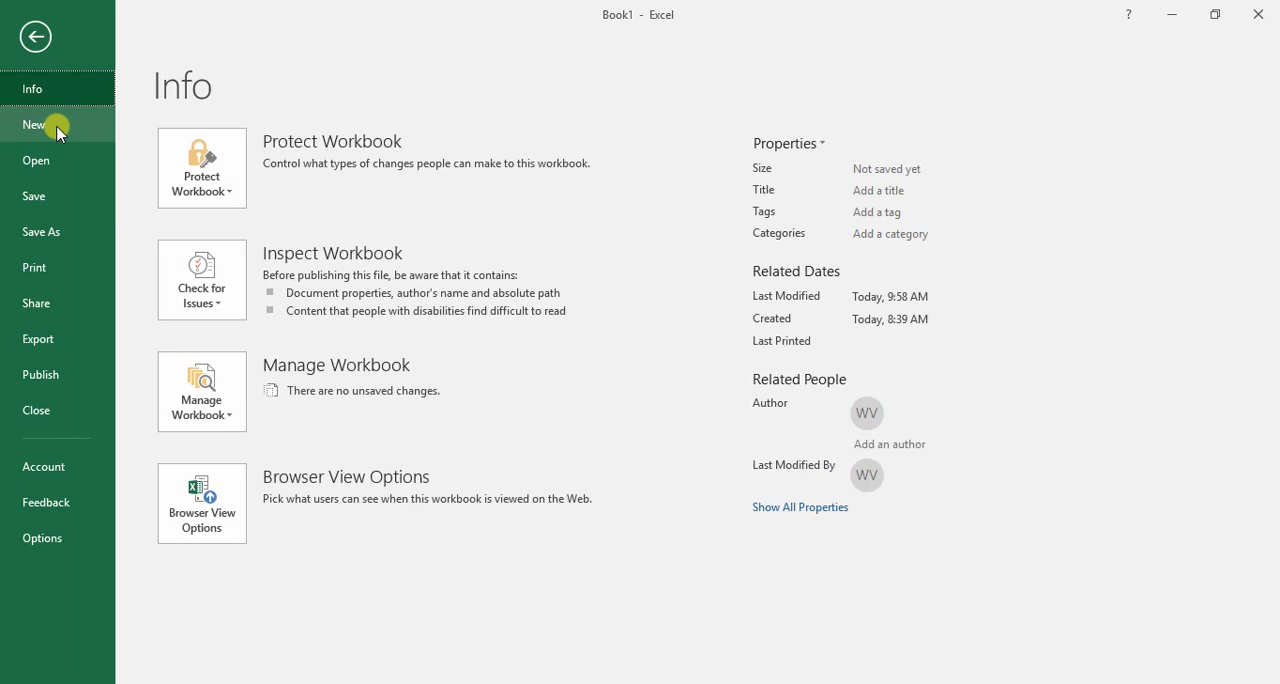 Book1 - Excel
?
Info
New
Open
Save
Save As
Print
Share
Export
Publish
Close
Account
Feedback
Options
Info
Protect
Workbook
Protect Workbook
Control what types of changes people can make to this workbook.
Check for
Issues
Inspect Workbook
Before publishing this file, be aware that it contains:
Document properties, author's name and absolute path
Content that people with disabilities find difficult to read
Manage
Workbook
Manage Workbook
There are no unsaved changes.
Browser View
Options
Browser View Options
Pick what users can see when this workbook is viewed on the Web.
Properties
Size Not saved yet
Title Add a title
Tags Add a tag
Categories Add a category
Related Dates
Last Modified Today, 9:58 AM
Created Today, 8:39 AM
Last Printed
Related People
Author WV
Add an author
Last Modified By WV
Show All Properties